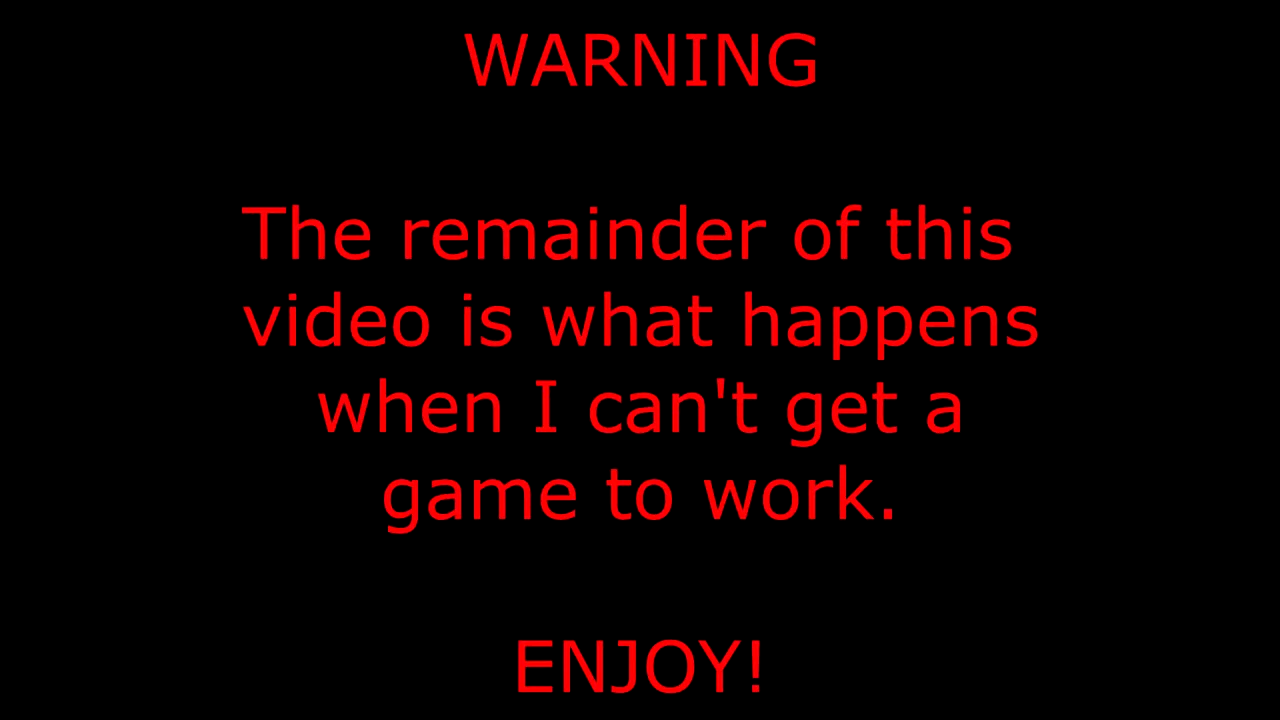 WARNING
The remainder of this
video is what happens
when I can't get a
game to work.
ENJOY!